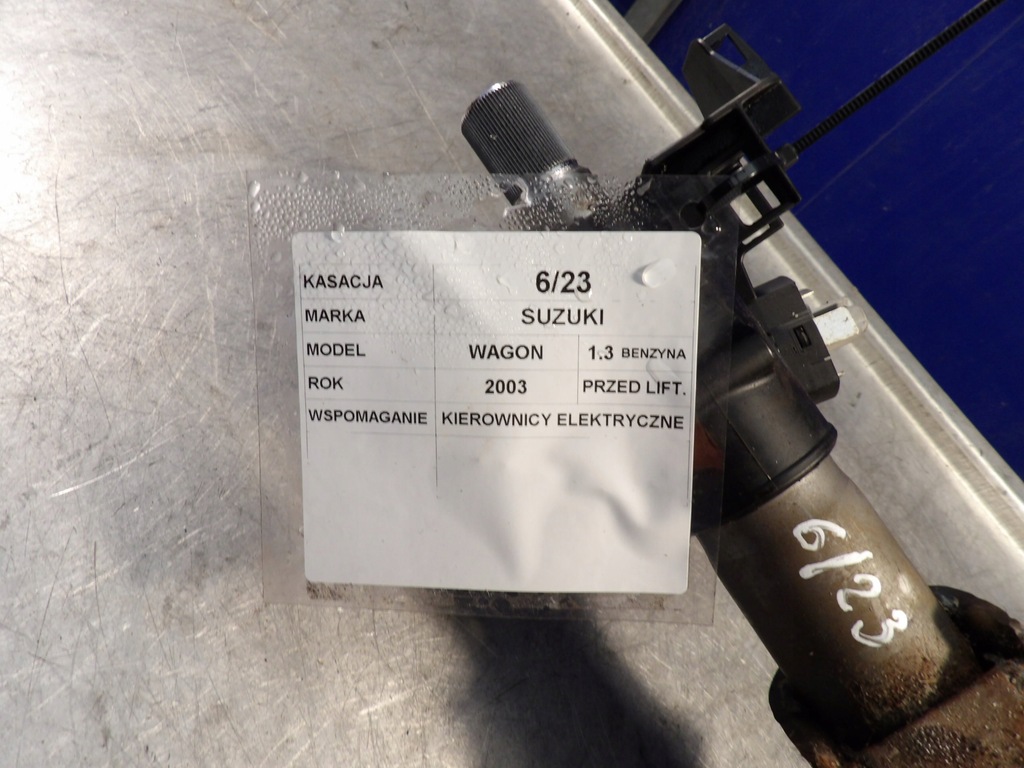 KASACJA 6/23
MARKA SUZUKI
MODEL WAGON 1.3 BENZYNA
ROK 2003 PRZED LIFT.
WSPOMAGANIE KIEROWNICY ELEKTRYCZNE
6/23